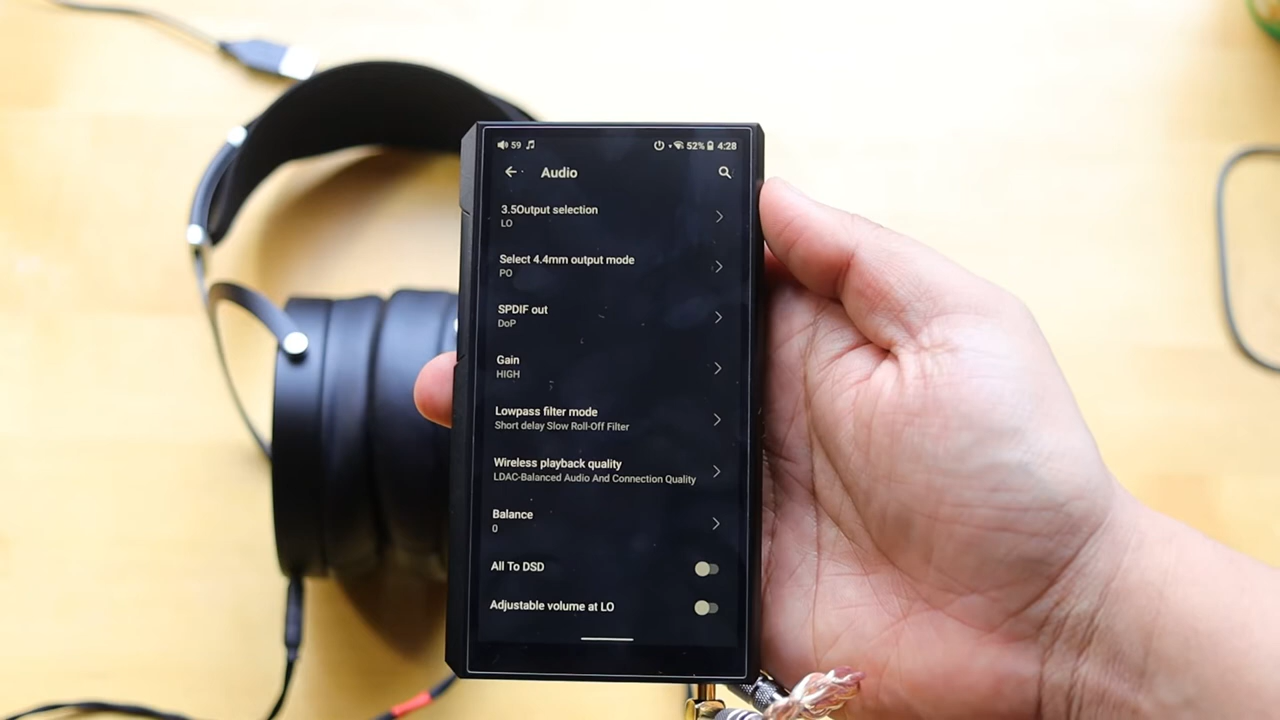 59
52% 4:28
Audio
3.5Output selection
LO
Select 4.4mm output mode
PO
SPDIF out
DoP
Gain
HIGH
Lowpass filter mode
Short delay Slow Roll-Off Filter
Wireless playback quality
LDAC-Balanced Audio And Connection Quality
Balance
0
All To DSD
Adjustable volume at LO